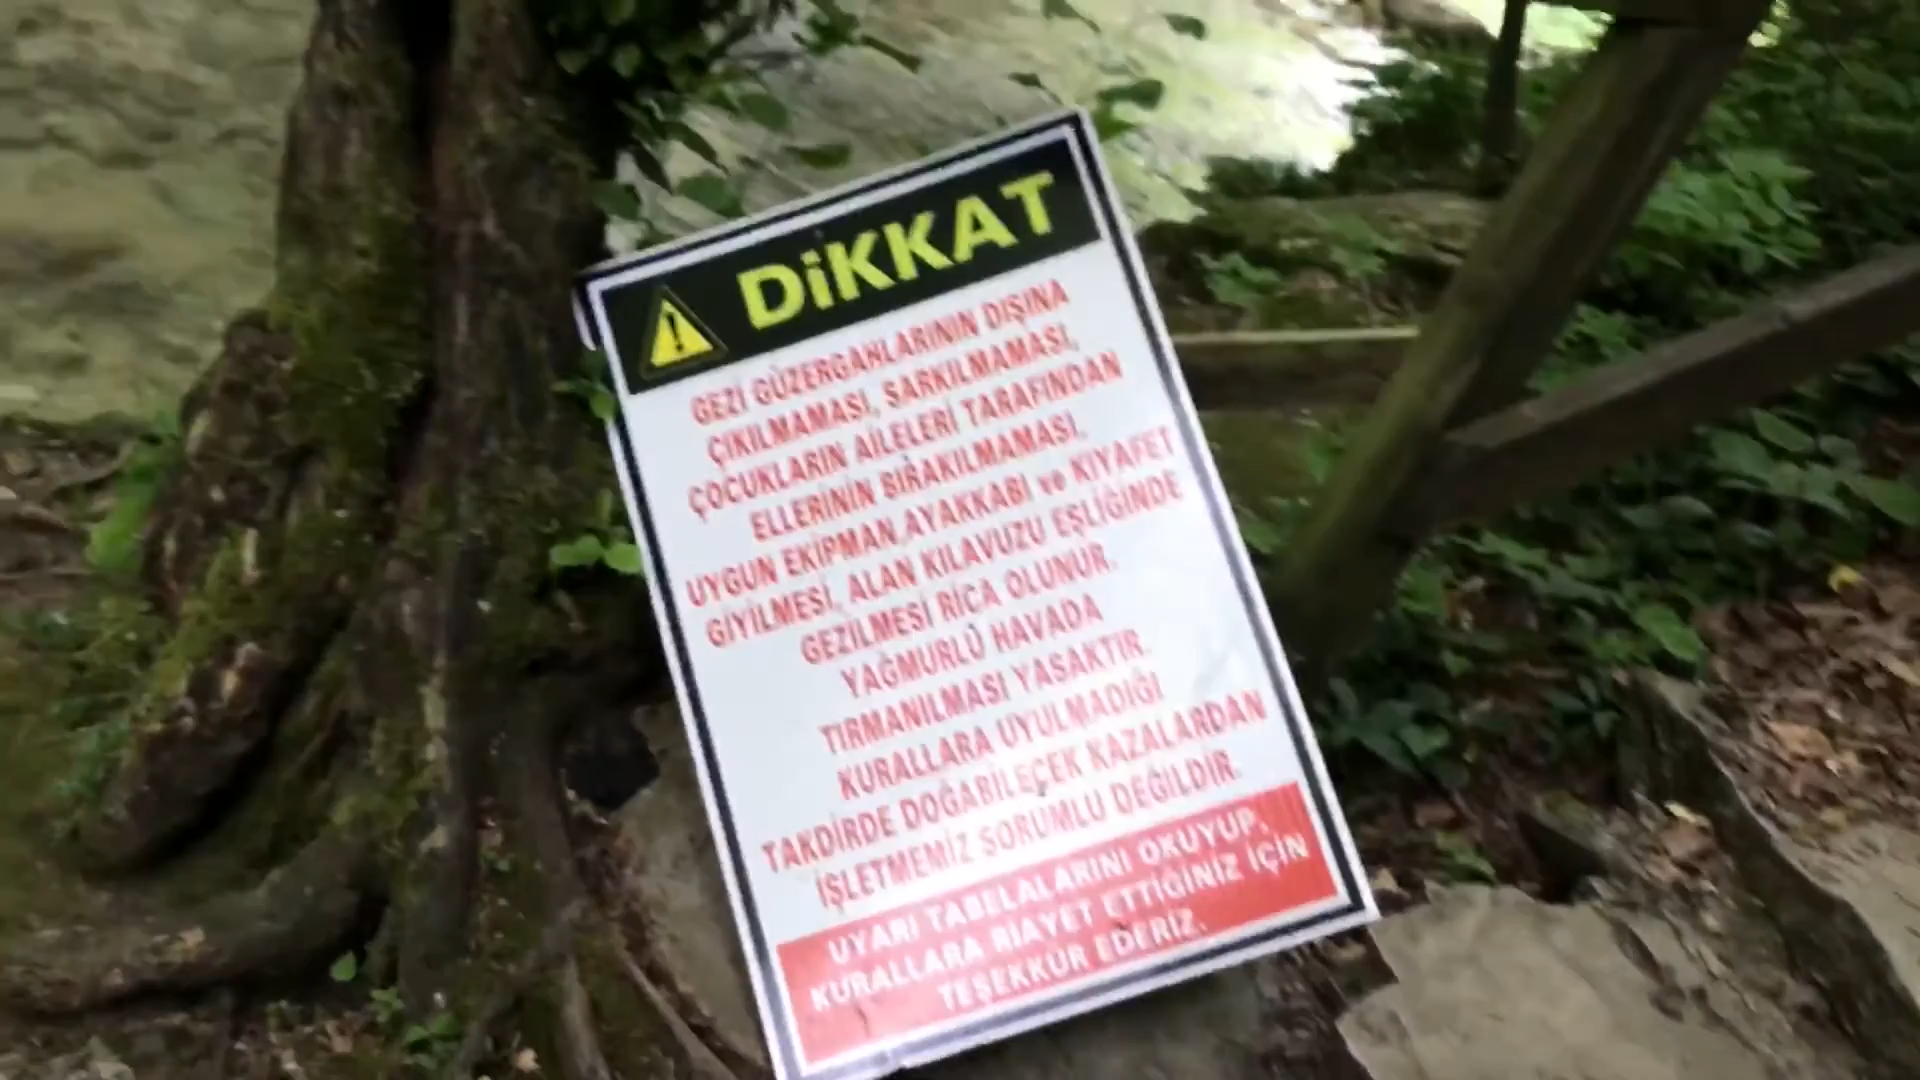 DİKKAT
GEZİ GÜZERGAHLARININ DIŞINA
ÇIKILMAMASI, SARKILMAMASI,
ÇOCUKLARIN AİLELERİ TARAFINDAN
ELLERİNİN BIRAKILMAMASI,
UYGUN EKİPMAN,AYAKKABI ve KIYAFET
GİYİLMESİ, ALAN KILAVUZU EŞLİĞİNDE
GEZİLMESİ RİCA OLUNUR.
YAĞMURLU HAVADA
TIRMANILMASI YASAKTIR.
KURALLARA UYULMADIĞI
TAKDİRDE DOĞABİLEÇEK KAZALARDAN
İŞLETMEMİZ SORUMLU DEĞİLDİR.
UYARI TABELALARINI OKUYUP,
KURALLARA RİAYET ETTİĞİNİZ İÇİN
TEŞEKKÜR EDERİZ.